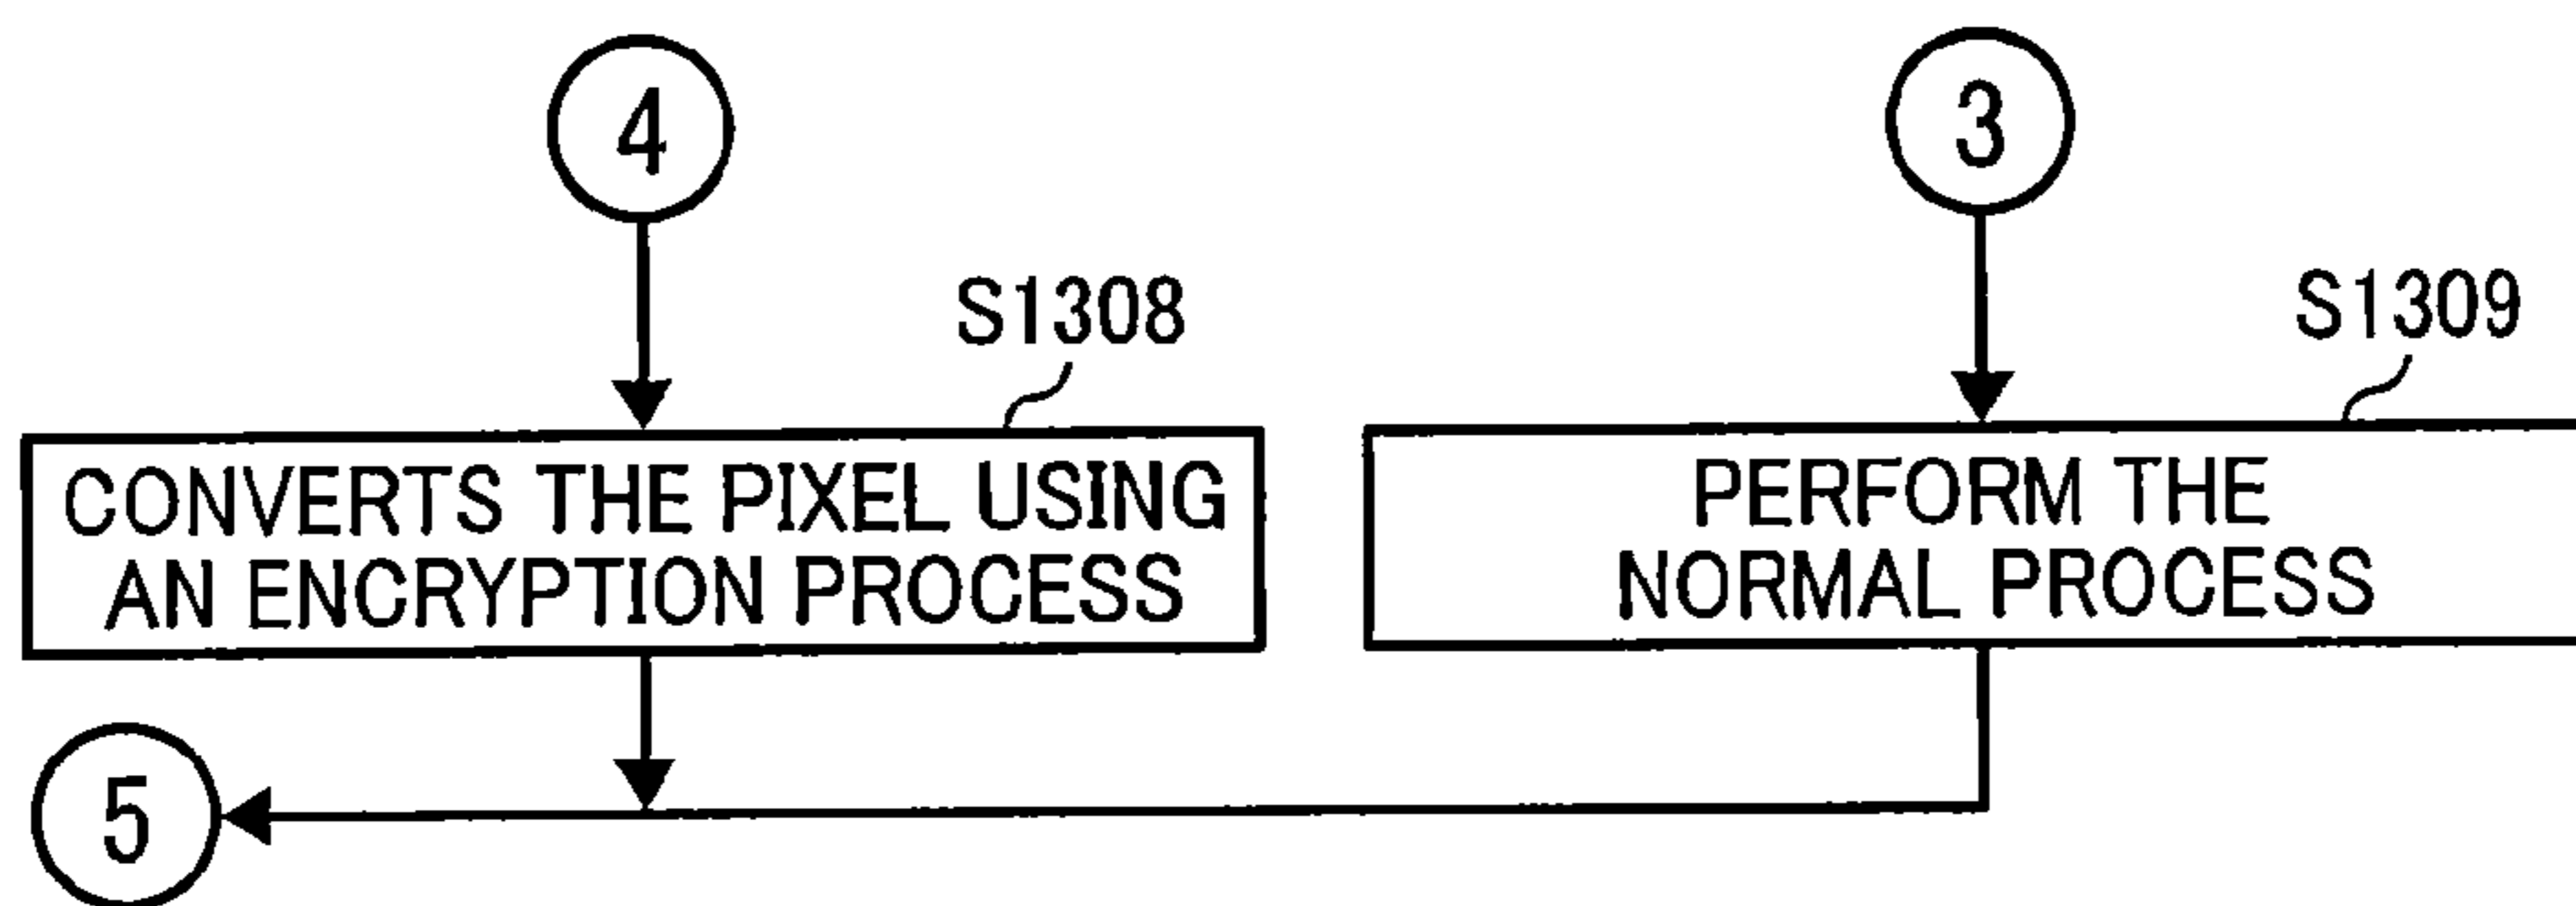 4
3
S1308
S1309
CONVERTS THE PIXEL USING
AN ENCRYPTION PROCESS
PERFORM THE
NORMAL PROCESS
5